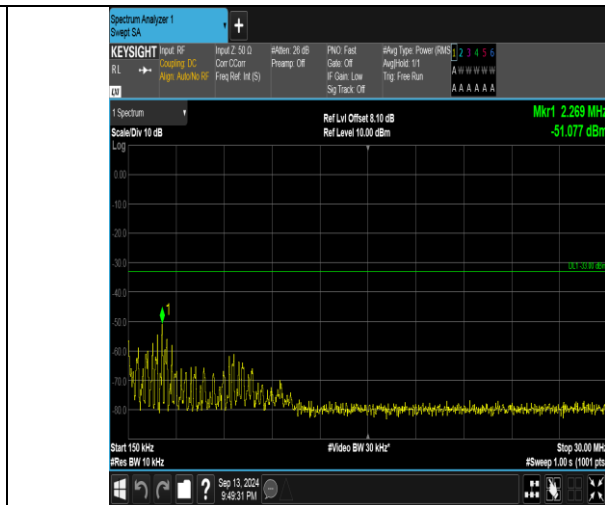 Spectrum Analyzer 1
Swept SA
+
KEYSIGHT Input: RF Input Z: 50 Ω #Atten: 26 dB PNO: Fast #Avg Type: Power (RMS 1 2 3 4 5 6
RL Coupling: DC Corr CCorr Preamp: Off Gate: Off Avg|Hold: 1/1 A W W W W W
Align: Auto/No RF Freq Ref: Int (S) IF Gain: Low Trig: Free Run
Sig Track: Off A A A A A A
LXI
1 Spectrum Ref Lvl Offset 8.10 dB Mkr1 2.269 MHz
Scale/Div 10 dB Ref Level 10.00 dBm -51.077 dBm
Log
0.00
-10.0
-20.0
-30.0
DL1 -33.00 dBm
-40.0
-50.0
1
-60.0
-70.0
-80.0
Start 150 kHz #Video BW 30 kHz* Stop 30.00 MHz
#Res BW 10 kHz #Sweep 1.00 s (1001 pts
? Sep 13, 2024
9:49:31 PM